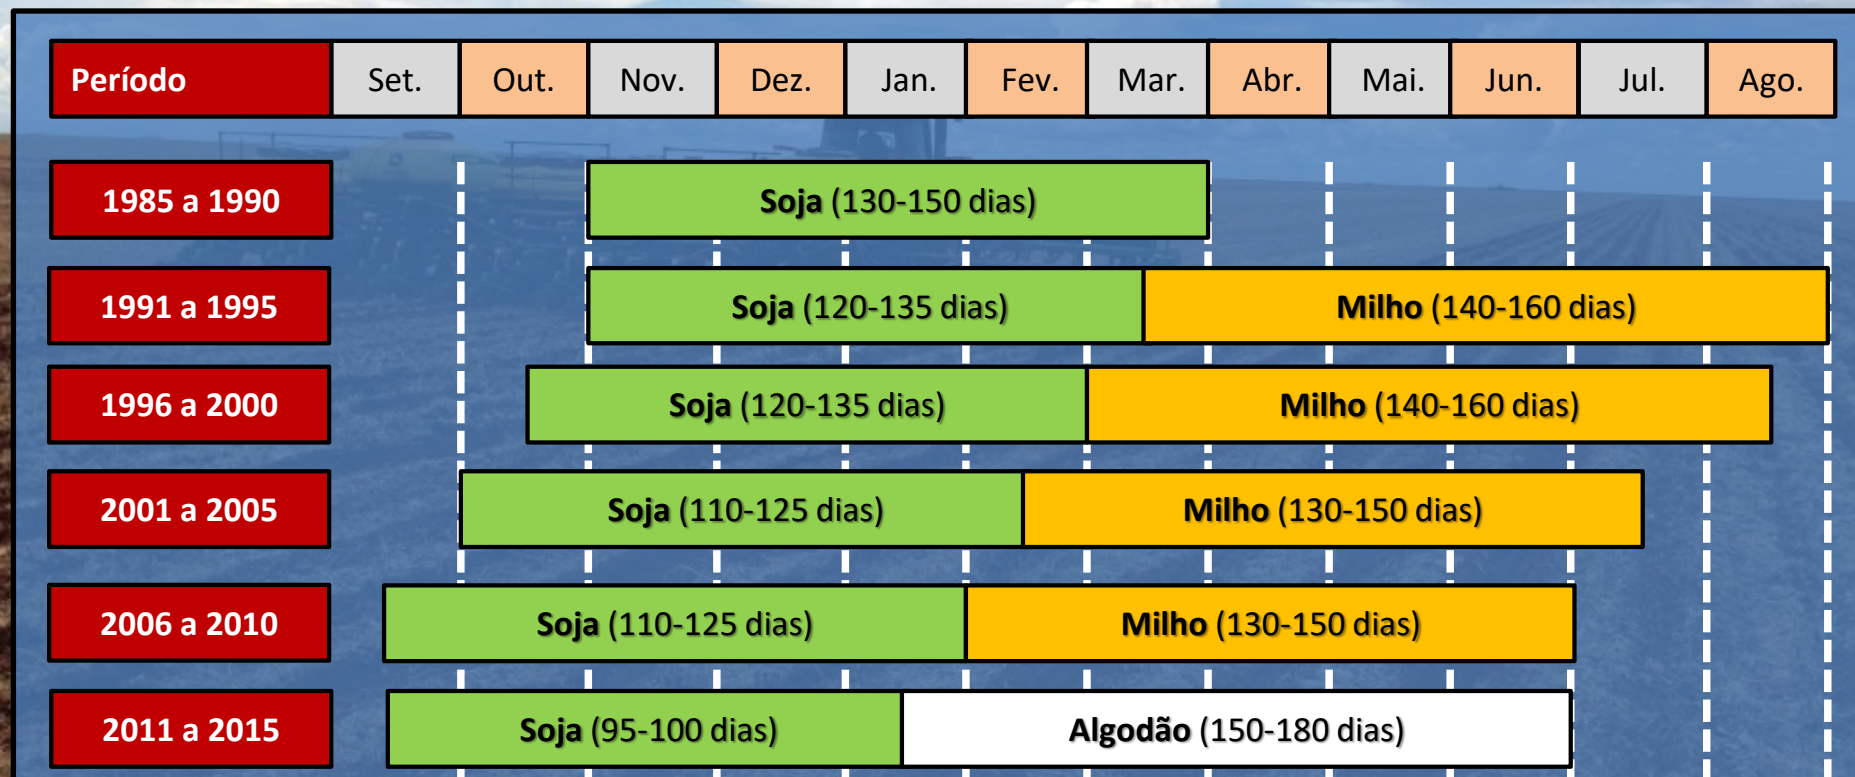 Período Set. Out. Nov. Dez. Jan. Fev. Mar. Abr. Mai. Jun. Jul. Ago.
1985 a 1990 Soja (130-150 dias)
1991 a 1995 Soja (120-135 dias) Milho (140-160 dias)
1996 a 2000 Soja (120-135 dias) Milho (140-160 dias)
2001 a 2005 Soja (110-125 dias) Milho (130-150 dias)
2006 a 2010 Soja (110-125 dias) Milho (130-150 dias)
2011 a 2015 Soja (95-100 dias) Algodão (150-180 dias)